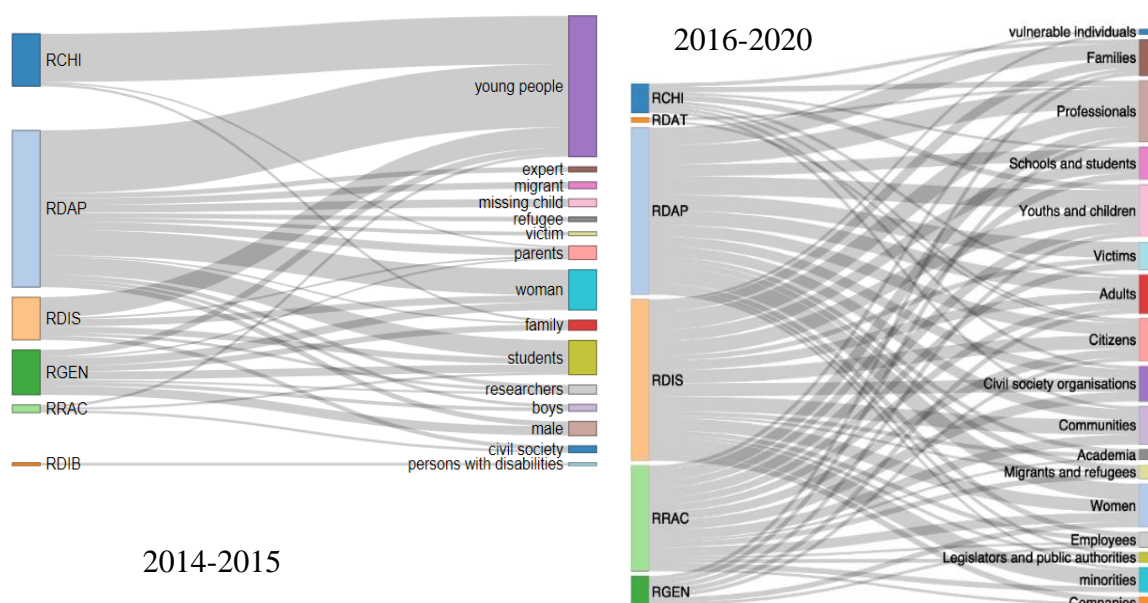 RCHI
RDAP
RDIS
RGEN
RRAC
RDIB
young people
expert
migrant
missing child
refugee
victim
parents
woman
family
students
researchers
boys
male
civil society
persons with disabilities
2014-2015
2016-2020
RCHI
RDAT
RDAP
RDIS
RRAC
RGEN
vulnerable individuals
Families
Professionals
Schools and students
Youths and children
Victims
Adults
Citizens
Civil society organisations
Communities
Academia
Migrants and refugees
Women
Employees
Legislators and public authorities
minorities
Companies